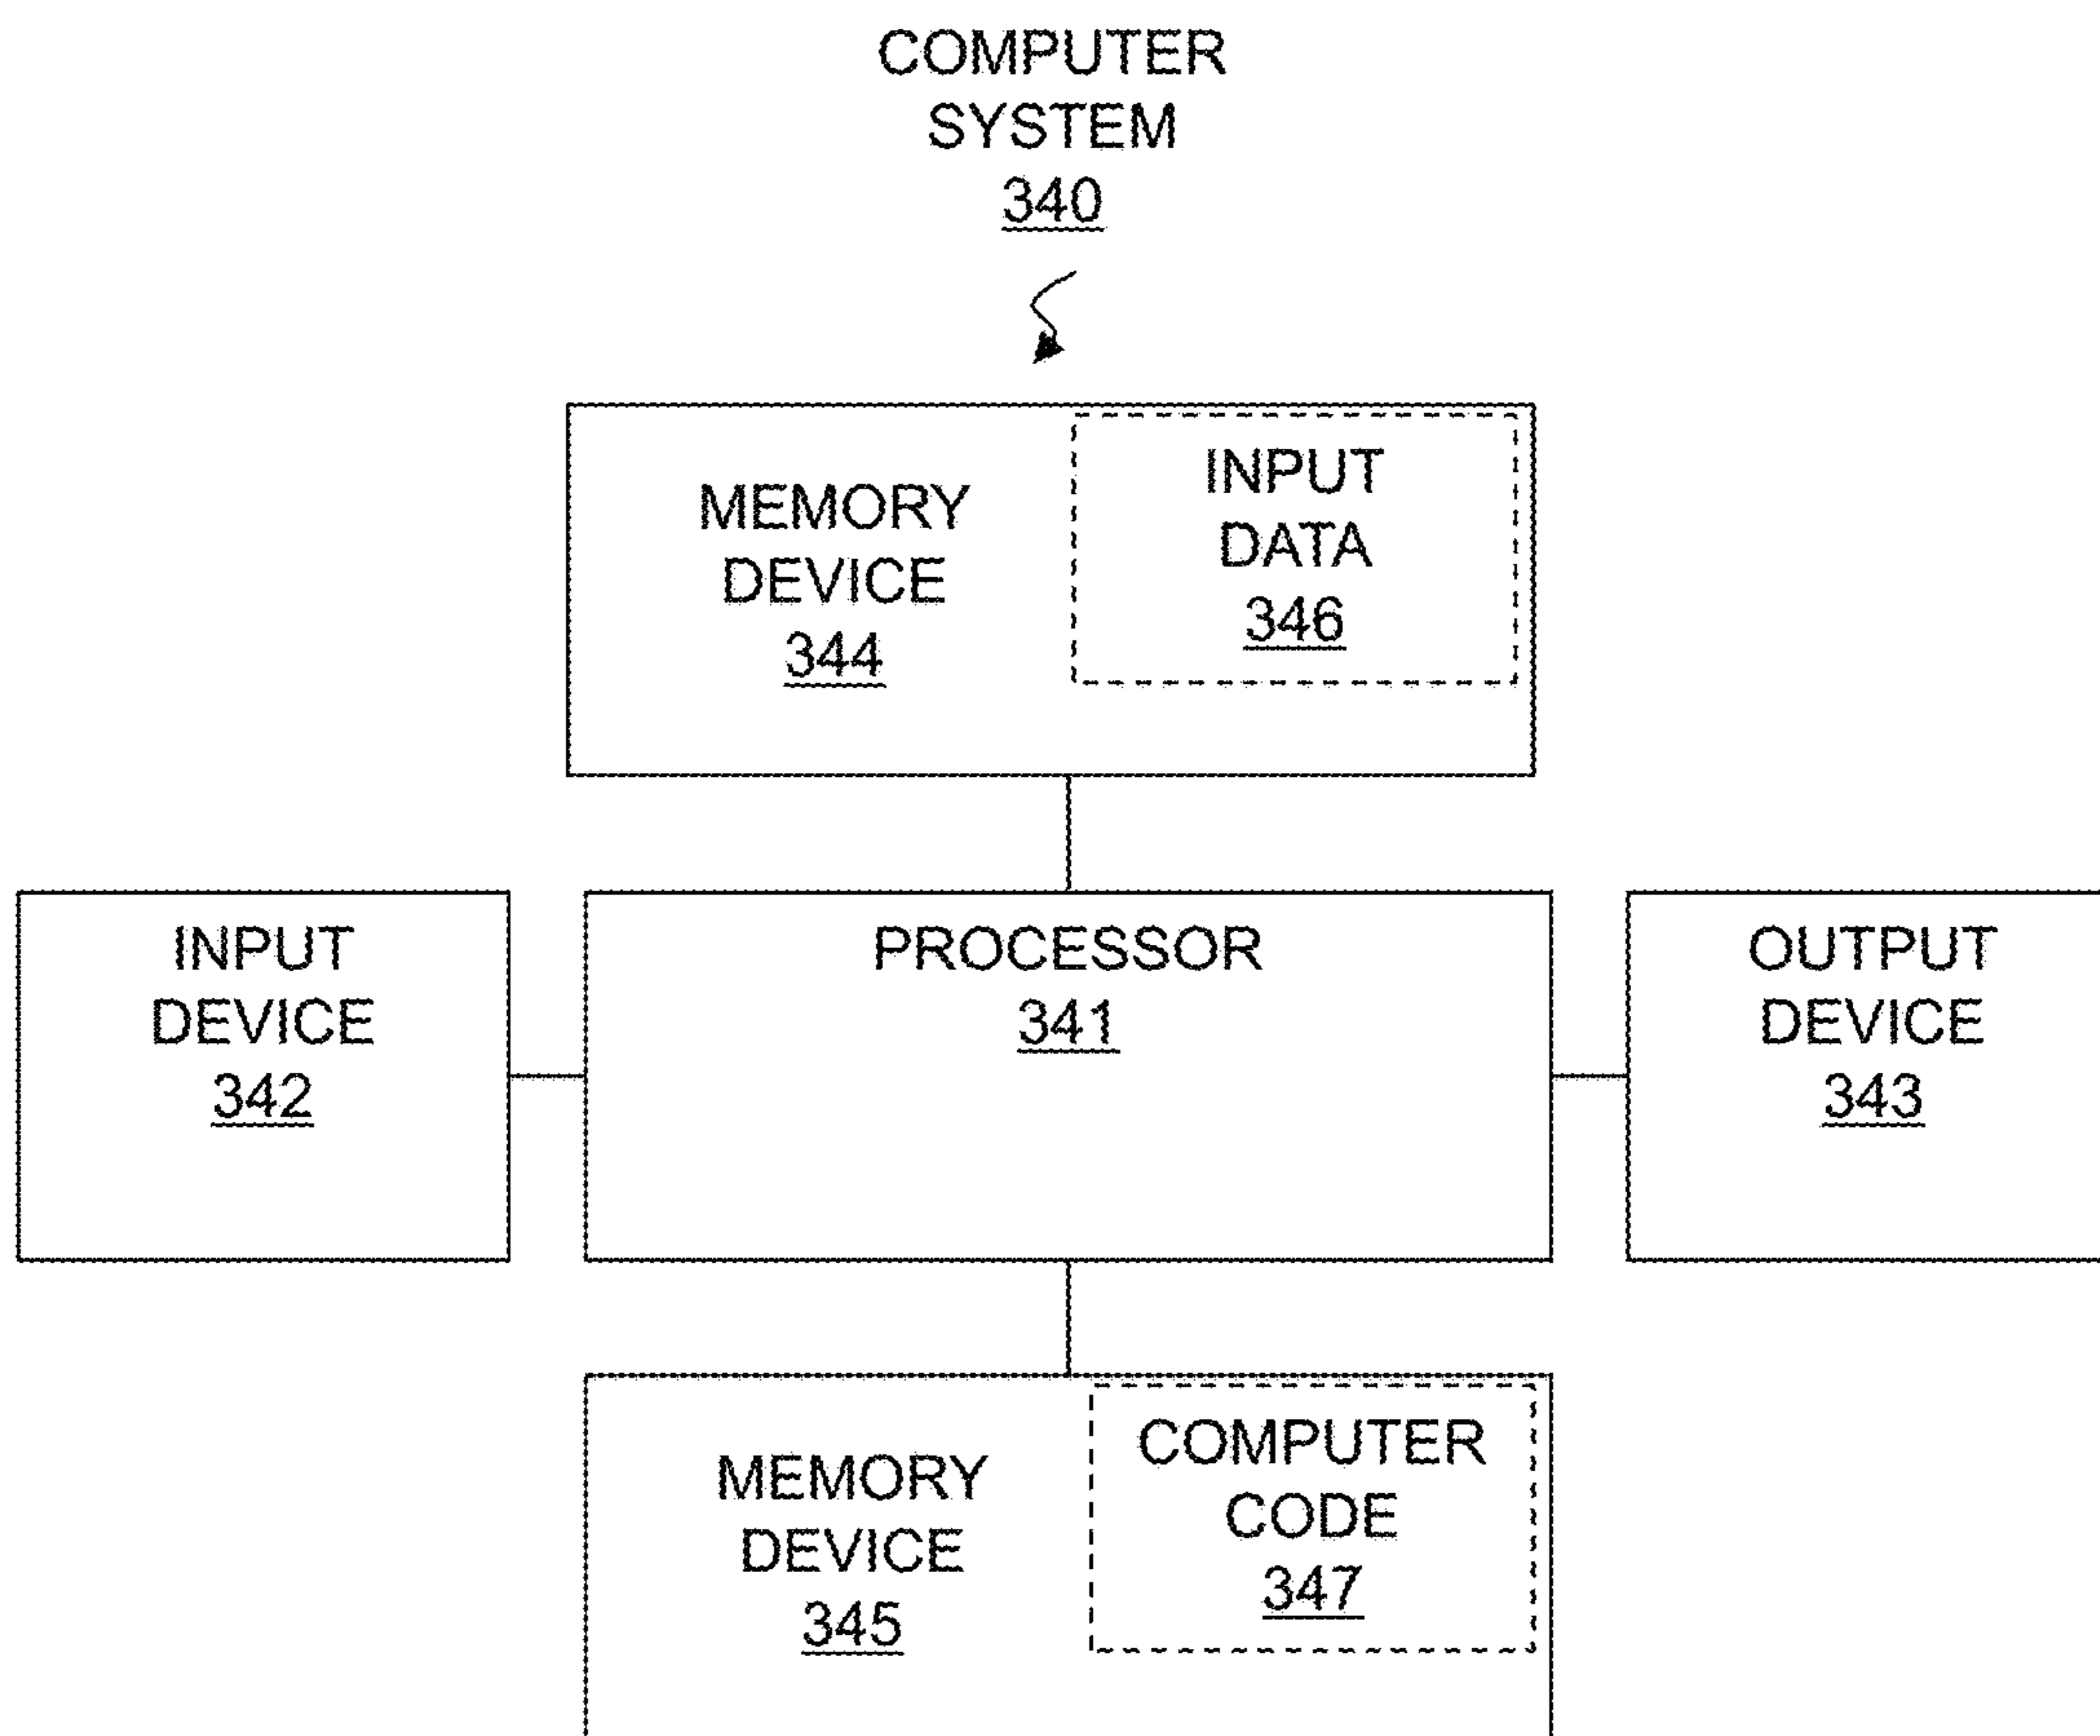 COMPUTER
SYSTEM
340
MEMORY
DEVICE
344
INPUT
DATA
346
INPUT
DEVICE
342
PROCESSOR
341
OUTPUT
DEVICE
343
MEMORY
DEVICE
345
COMPUTER
CODE
347